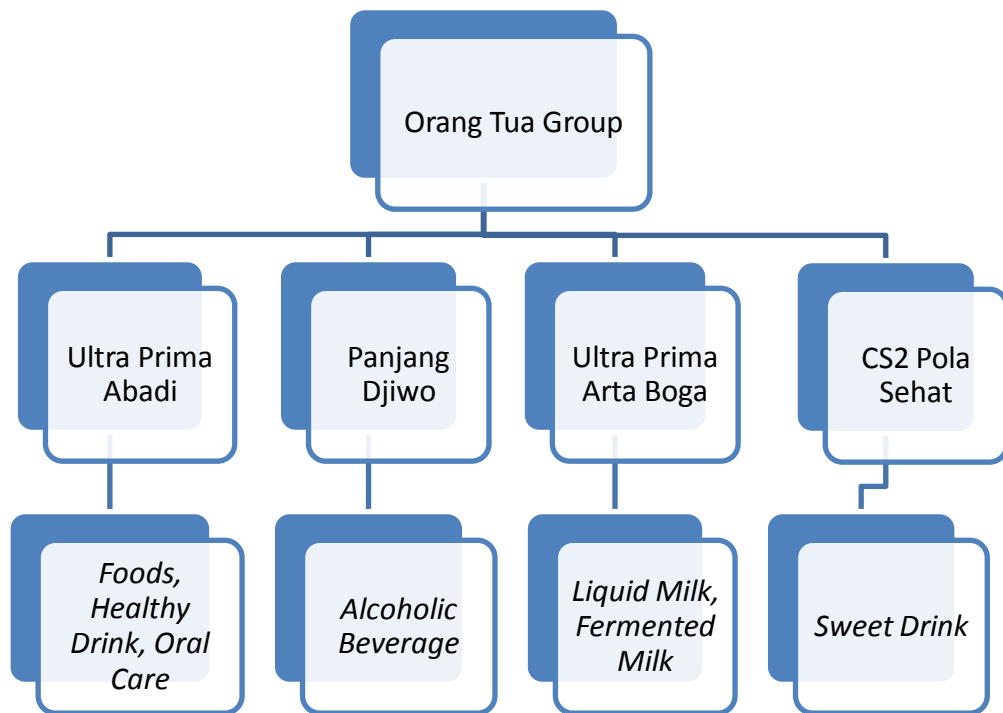 Orang Tua Group
Ultra Prima
Abadi
Panjang
Djiwo
Ultra Prima
Arta Boga
CS2 Pola
Sehat
Foods,
Healthy
Drink, Oral
Care
Alcoholic
Beverage
Liquid Milk,
Fermented
Milk
Sweet Drink